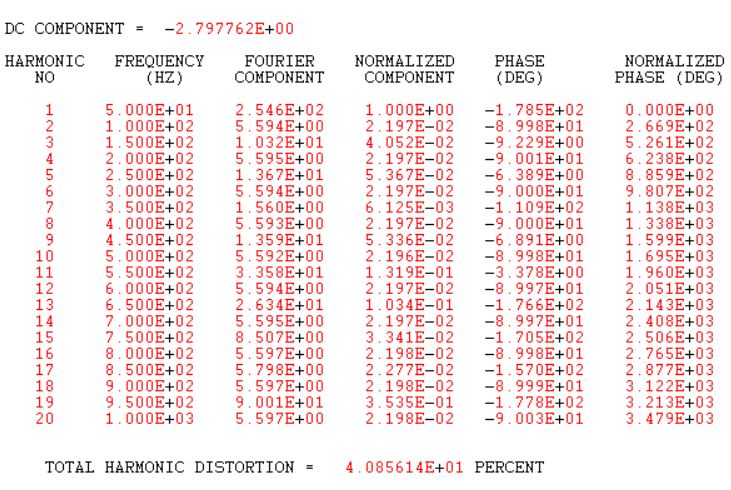 DC COMPONENT = -2.797762E+00
HARMONIC FREQUENCY FOURIER NORMALIZED PHASE NORMALIZED
NO (HZ) COMPONENT COMPONENT (DEG) PHASE (DEG)
1 5.000E+01 2.546E+02 1.000E+00 -1.785E+02 0.000E+00
2 1.000E+02 5.594E+00 2.197E-02 -8.998E+01 2.669E+02
3 1.500E+02 1.032E+01 4.052E-02 -9.229E+00 5.261E+02
4 2.000E+02 5.595E+00 2.197E-02 -9.001E+01 6.238E+02
5 2.500E+02 1.367E+01 5.367E-02 -6.389E+00 8.859E+02
6 3.000E+02 5.594E+00 2.197E-02 -9.000E+01 9.807E+02
7 3.500E+02 1.560E+00 6.125E-03 -1.109E+02 1.138E+03
8 4.000E+02 5.593E+00 2.197E-02 -9.000E+01 1.338E+03
9 4.500E+02 1.359E+01 5.336E-02 -6.891E+00 1.599E+03
10 5.000E+02 5.592E+00 2.196E-02 -8.998E+01 1.695E+03
11 5.500E+02 3.358E+01 1.319E-01 -3.378E+00 1.960E+03
12 6.000E+02 5.594E+00 2.197E-02 -8.997E+01 2.051E+03
13 6.500E+02 2.634E+01 1.034E-01 -1.766E+02 2.143E+03
14 7.000E+02 5.595E+00 2.197E-02 -8.997E+01 2.408E+03
15 7.500E+02 8.507E+00 3.341E-02 -1.705E+02 2.506E+03
16 8.000E+02 5.597E+00 2.198E-02 -8.998E+01 2.765E+03
17 8.500E+02 5.798E+00 2.277E-02 -1.570E+02 2.877E+03
18 9.000E+02 5.597E+00 2.198E-02 -8.999E+01 3.122E+03
19 9.500E+02 9.001E+01 3.535E-01 -1.778E+02 3.213E+03
20 1.000E+03 5.597E+00 2.198E-02 -9.003E+01 3.479E+03
TOTAL HARMONIC DISTORTION = 4.085614E+01 PERCENT